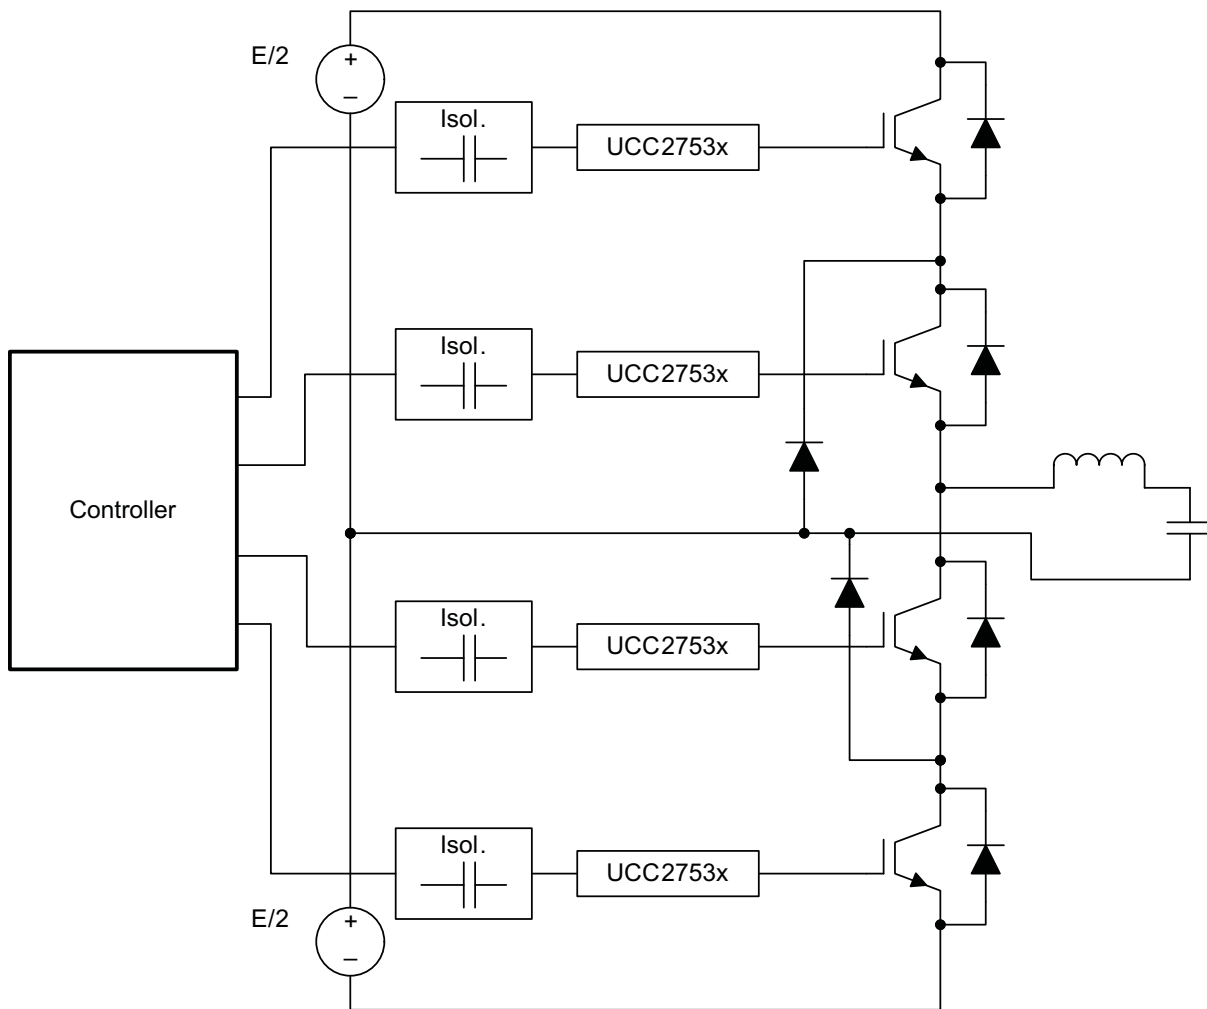 E/2
+
−
Isol.
UCC2753x
Isol.
UCC2753x
Controller
Isol.
UCC2753x
Isol.
UCC2753x
E/2
+
−